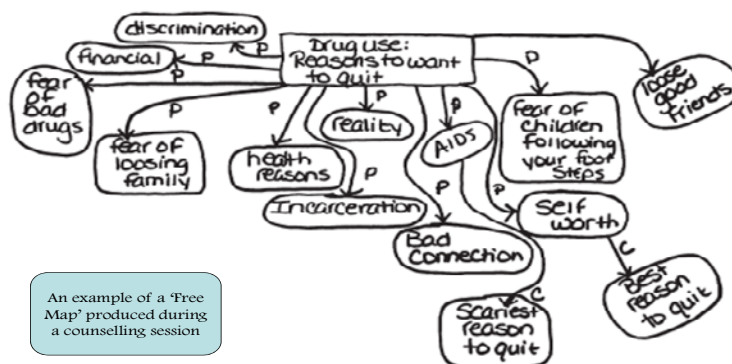 Drug use:
Reasons to want
to quit
discrimination
P
financial
P
fear
of
bad
drugs
P
fear of
loosing
family
P
health
reasons
P
Incarceration
P
reality
P
Bad
connection
P
AIDS
P
Scariest
reason
to quit
C
self
worth
P
Best
reason
to quit
C
fear of
children
following
your foot
steps
P
loose
good
friends
An example of a ‘Free
Map’ produced during
a counselling session